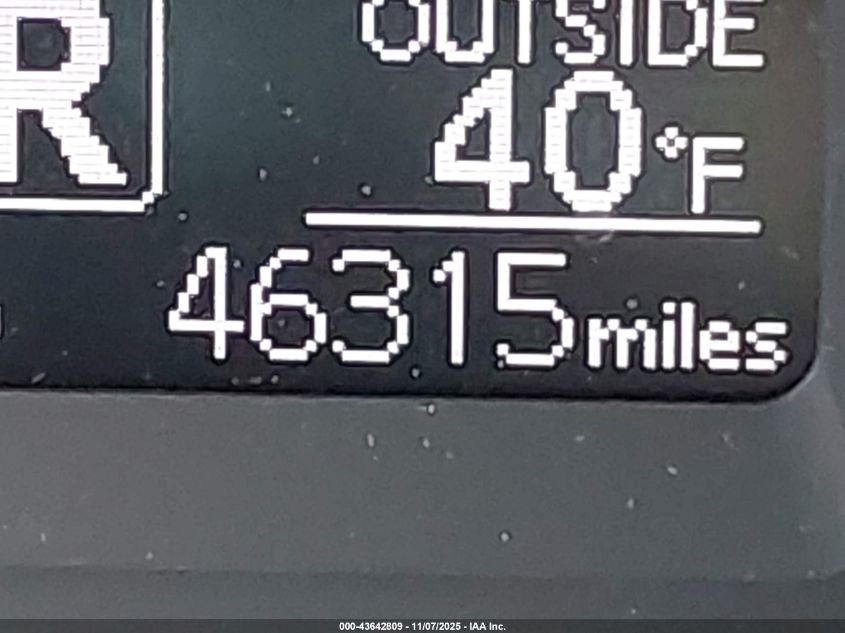 R
OUTSIDE
40°F
46315miles
000-43642809 - 11/07/2025 - IAA Inc.